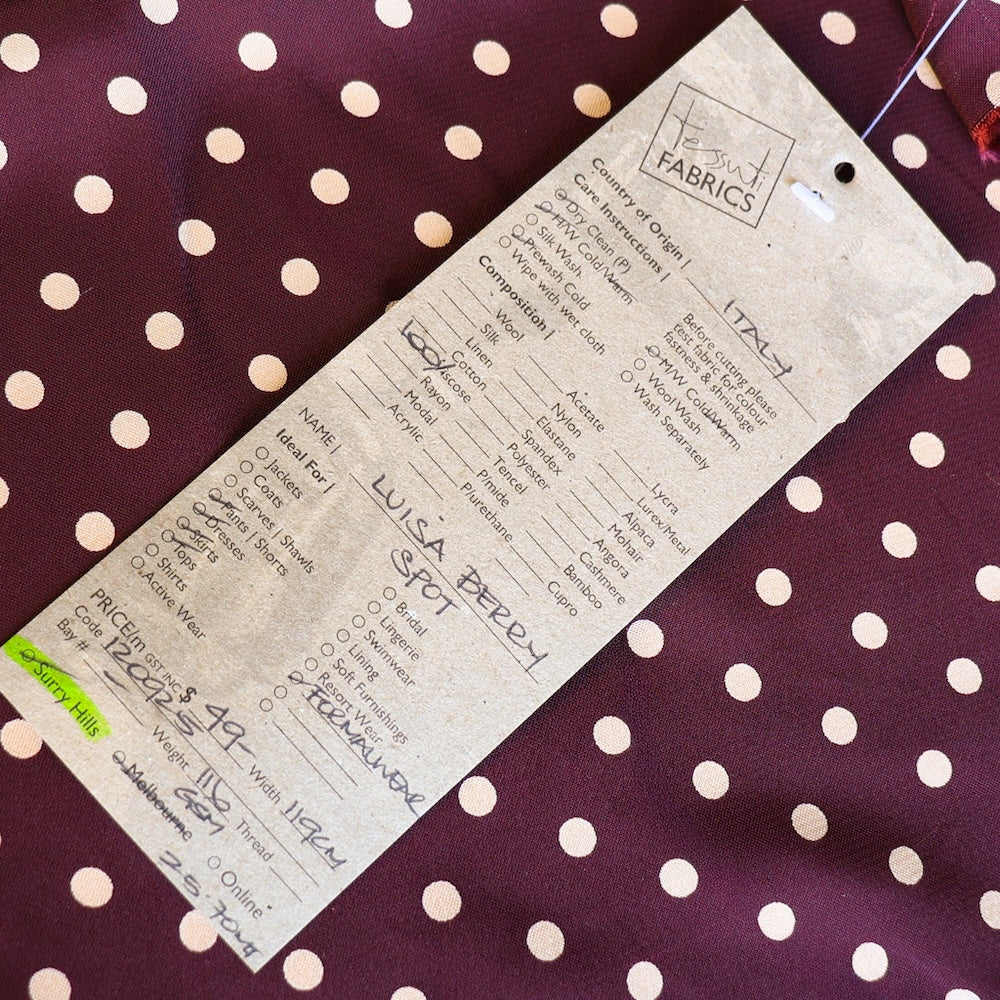 tessuti
FABRICS
Country of Origin | ITALY
Care Instructions |
Dry Clean (P)
H/W Cold/Warm
Silk Wash
Prewash Cold
Wipe with wet cloth
Before cutting please
test fabric for colour
fastness & shrinkage
M/W Cold/Warm
Wool Wash
Wash Separately
Composition |
Wool
Silk
Linen
Cotton
100%
Rayon
Modal
Acrylic
Acetate
Nylon
Elastane
Spandex
Polyester
Tencel
P/mide
P/urethane
Lycra
Lurex/Metal
Alpaca
Mohair
Angora
Cashmere
Bamboo
Cupro
NAME | LUISA BERRY
SPOT
Ideal For |
Jackets
Coats
Scarves | Shawls
Pants | Shorts
Dresses
Skirts
Tops
Shirts
Active Wear
Bridal
Lingerie
Swimwear
Lining
Soft Furnishings
Resort Wear
FORMALWEAR
PRICE/m GST INC $ 49- Width 119CM
Code 120925 Weight 116 GSM Thread
Bay #
Surry Hills
Melbourne
Online
25.70mt